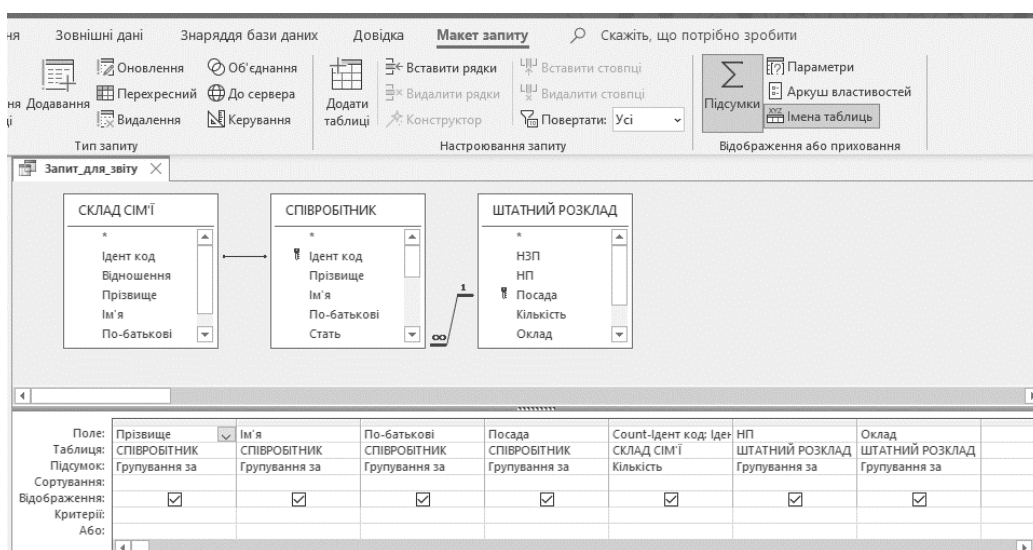 ня Зовнішні дані Знаряддя бази даних Довідка Макет запиту Скажіть, що потрібно зробити
Оновлення Об'єднання Вставити рядки Вставити стовпці Параметри
ня Додавання Перехресний До сервера Додати таблиці Видалити рядки Видалити стовпці Підсумки Аркуш властивостей
ці Видалення Керування Конструктор Повертати: Усі Імена таблиць
Тип запиту Настроювання запиту Відображення або приховання
Запит_для_звіту
СКЛАД СІМ'Ї СПІВРОБІТНИК ШТАТНИЙ РОЗКЛАД
* * *
Ідент код Ідент код НЗП
Відношення Прізвище НП
Прізвище Ім'я 1 Посада
Ім'я По-батькові Кількість
По-батькові Стать ∞ Оклад
Поле: Прізвище Ім'я По-батькові Посада Count-Ідент код: Іден НП Оклад
Таблиця: СПІВРОБІТНИК СПІВРОБІТНИК СПІВРОБІТНИК СПІВРОБІТНИК СКЛАД СІМ'Ї ШТАТНИЙ РОЗКЛАД ШТАТНИЙ РОЗКЛАД
Підсумок: Групування за Групування за Групування за Групування за Кількість Групування за Групування за
Сортування:
Відображення:
Критерії:
Або: